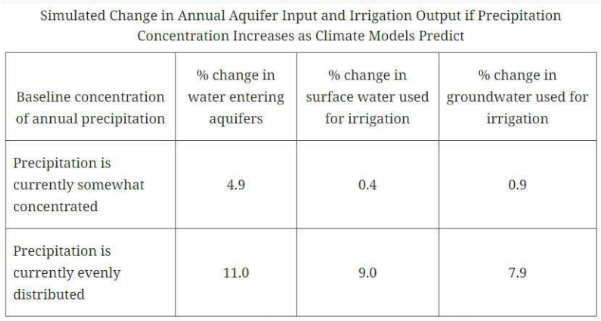 Simulated Change in Annual Aquifer Input and Irrigation Output if Precipitation
Concentration Increases as Climate Models Predict
Baseline concentration
of annual precipitation
% change in
water entering
aquifers
% change in
surface water used
for irrigation
% change in
groundwater used for
irrigation
Precipitation is
currently somewhat
concentrated
4.9
0.4
0.9
Precipitation is
currently evenly
distributed
11.0
9.0
7.9